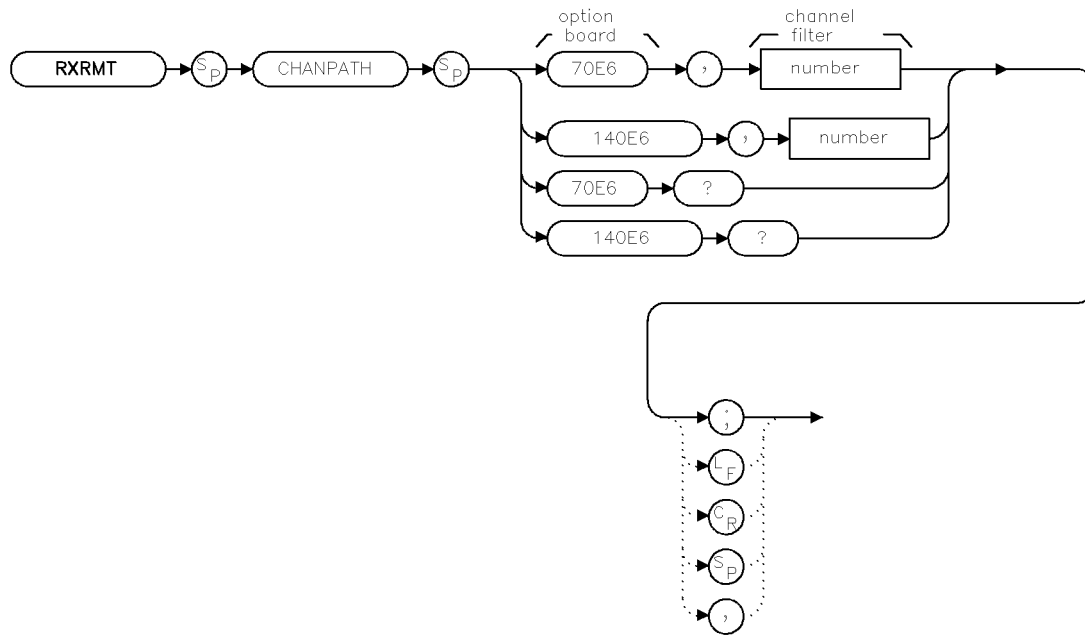 option board
channel filter
RXRMT SP CHANPATH SP 70E6 , number
140E6 , number
70E6 ?
140E6 ?
;
LF
CR
SP
,